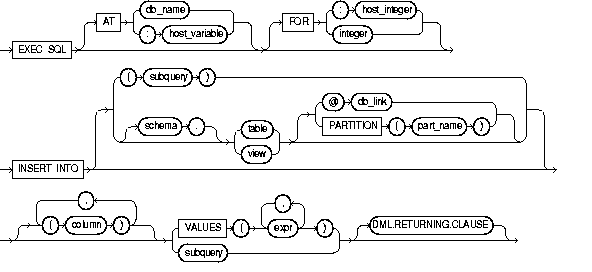 db_name
AT : host_variable FOR : host_integer
integer
EXEC SQL
( subquery )
schema . table @ db_link
view PARTITION ( part_name )
INSERT INTO
, ,
( column ) VALUES ( expr ) DML.RETURNING.CLAUSE
subquery